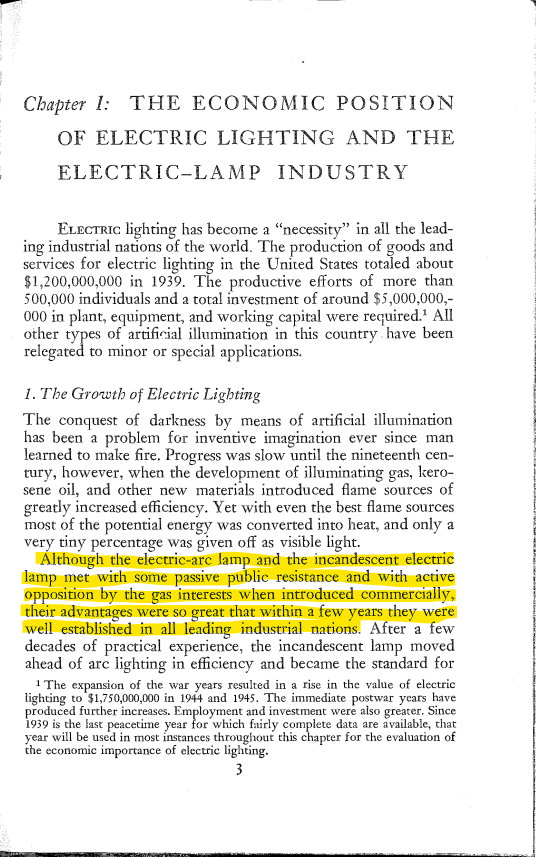 Chapter 1: THE ECONOMIC POSITION
OF ELECTRIC LIGHTING AND THE
ELECTRIC-LAMP INDUSTRY
ELECTRIC lighting has become a “necessity” in all the lead-
ing industrial nations of the world. The production of goods and
services for electric lighting in the United States totaled about
$1,200,000,000 in 1939. The productive efforts of more than
500,000 individuals and a total investment of around $5,000,000,-
000 in plant, equipment, and working capital were required.¹ All
other types of artificial illumination in this country have been
relegated to minor or special applications.
1. The Growth of Electric Lighting
The conquest of darkness by means of artificial illumination
has been a problem for inventive imagination ever since man
learned to make fire. Progress was slow until the nineteenth cen-
tury, however, when the development of illuminating gas, kero-
sene oil, and other new materials introduced flame sources of
greatly increased efficiency. Yet with even the best flame sources
most of the potential energy was converted into heat, and only a
very tiny percentage was given off as visible light.
Although the electric-arc lamp and the incandescent electric
lamp met with some passive public resistance and with active
opposition by the gas interests when introduced commercially,
their advantages were so great that within a few years they were
well established in all leading industrial nations. After a few
decades of practical experience, the incandescent lamp moved
ahead of arc lighting in efficiency and became the standard for
¹ The expansion of the war years resulted in a rise in the value of electric
lighting to $1,750,000,000 in 1944 and 1945. The immediate postwar years have
produced further increases. Employment and investment were also greater. Since
1939 is the last peacetime year for which fairly complete data are available, that
year will be used in most instances throughout this chapter for the evaluation of
the economic importance of electric lighting.
3